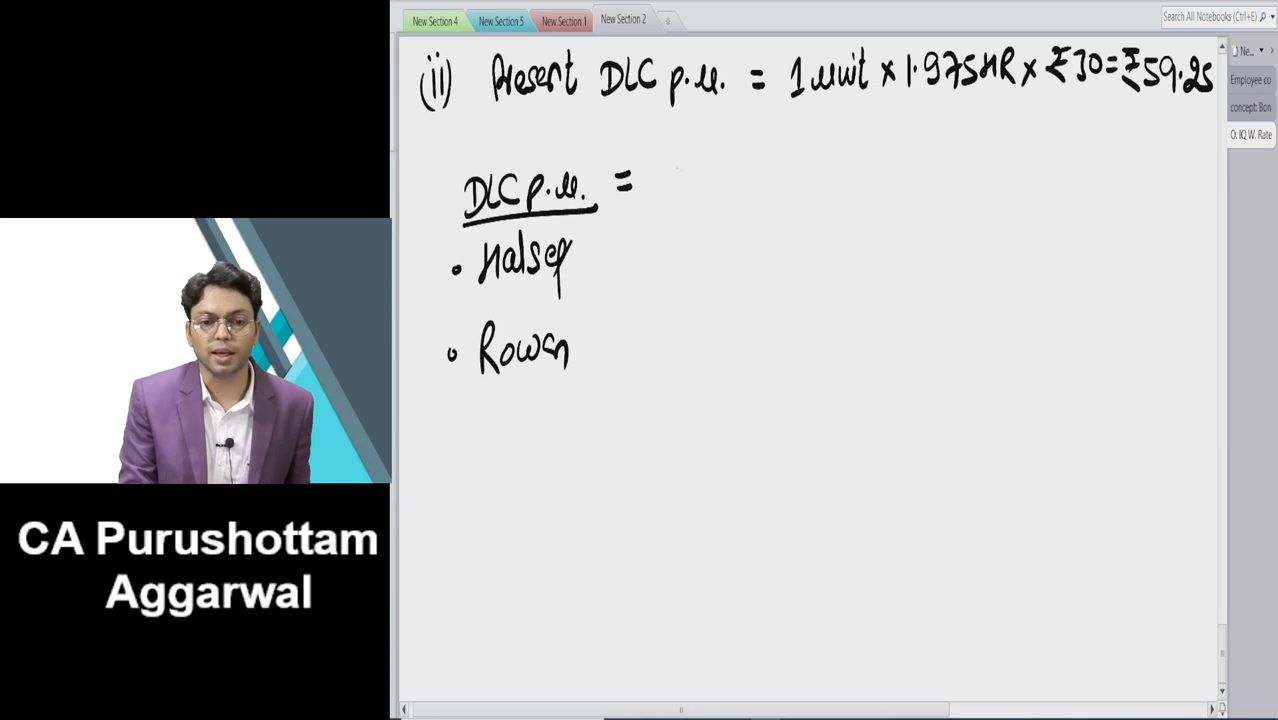 New Section 4 New Section 5 New Section 1 New Section 2
Search All Notebooks (Ctrl+E)
Ne...
Employee co
concept: Bon
O. IQ W. Rate
(ii) Present DLC p.u. = 1 unit × 1.975HR × ₹30 = ₹59.25
DLC p.u. =
• Halsey
• Rowan
CA Purushottam
Aggarwal